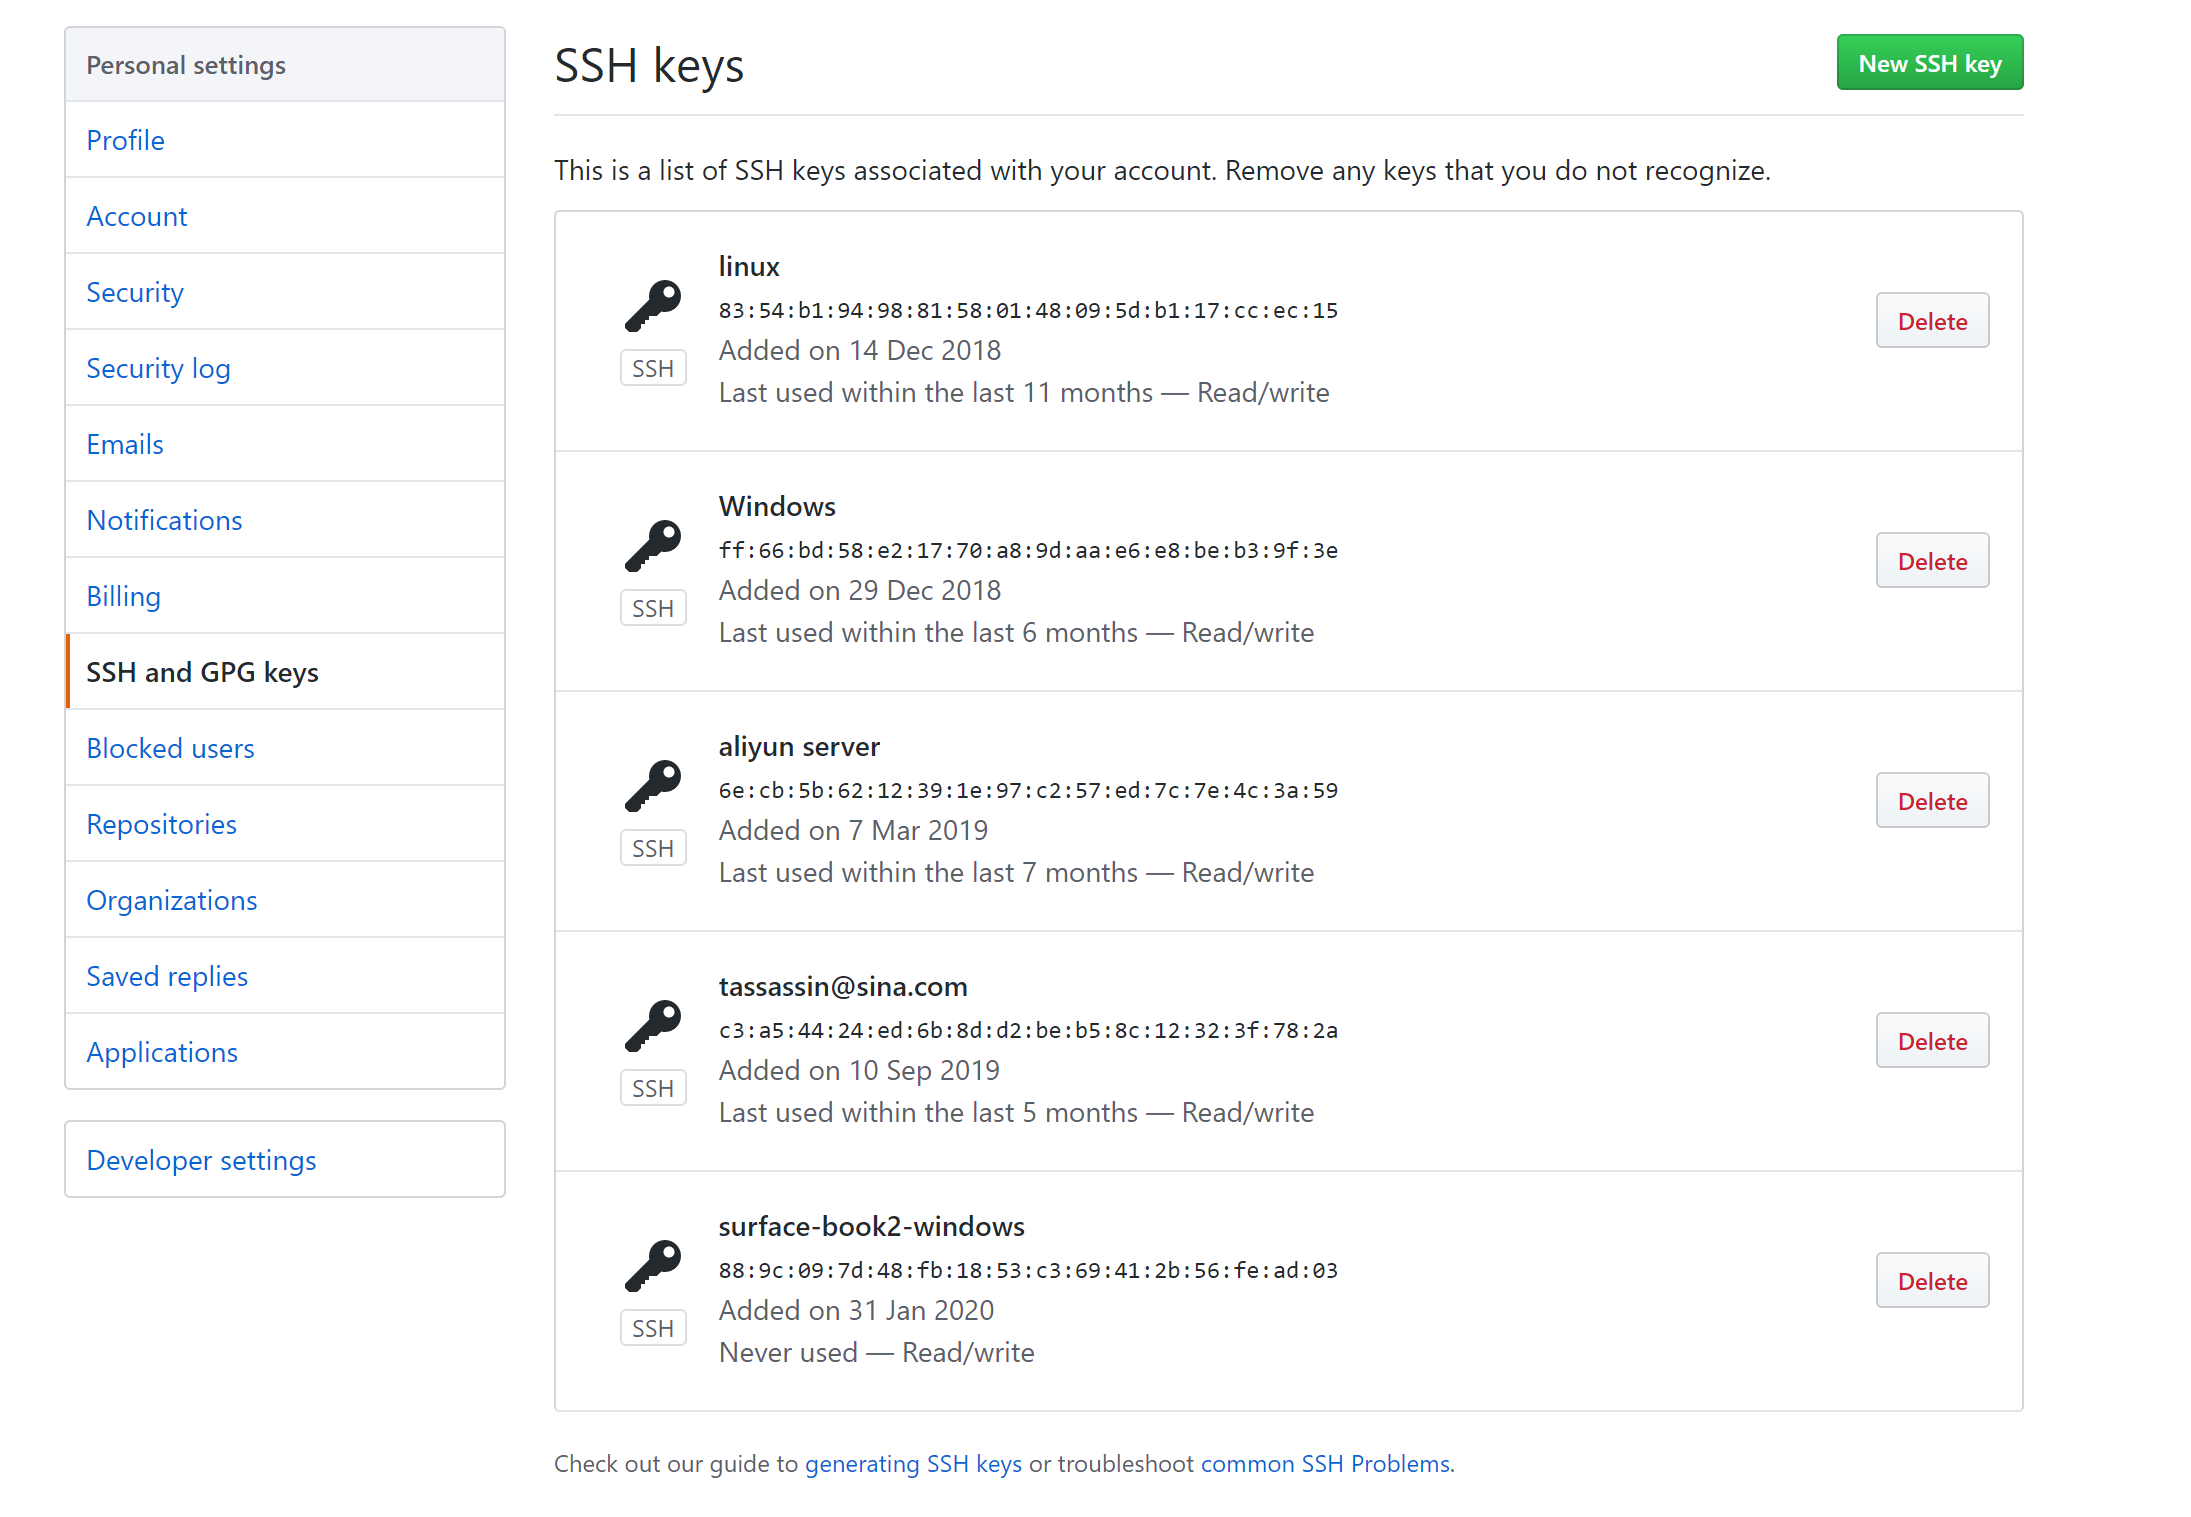 Personal settings
Profile
Account
Security
Security log
Emails
Notifications
Billing
SSH and GPG keys
Blocked users
Repositories
Organizations
Saved replies
Applications
Developer settings
SSH keys
New SSH key
This is a list of SSH keys associated with your account. Remove any keys that you do not recognize.
linux
83:54:b1:94:98:81:58:01:48:09:5d:b1:17:cc:ec:15
Added on 14 Dec 2018
Last used within the last 11 months — Read/write
SSH
Delete
Windows
ff:66:bd:58:e2:17:70:a8:9d:aa:e6:e8:be:b3:9f:3e
Added on 29 Dec 2018
Last used within the last 6 months — Read/write
SSH
Delete
aliyun server
6e:cb:5b:62:12:39:1e:97:c2:57:ed:7c:7e:4c:3a:59
Added on 7 Mar 2019
Last used within the last 7 months — Read/write
SSH
Delete
tassassin@sina.com
c3:a5:44:24:ed:6b:8d:d2:be:b5:8c:12:32:3f:78:2a
Added on 10 Sep 2019
Last used within the last 5 months — Read/write
SSH
Delete
surface-book2-windows
88:9c:09:7d:48:fb:18:53:c3:69:41:2b:56:fe:ad:03
Added on 31 Jan 2020
Never used — Read/write
SSH
Delete
Check out our guide to generating SSH keys or troubleshoot common SSH Problems.